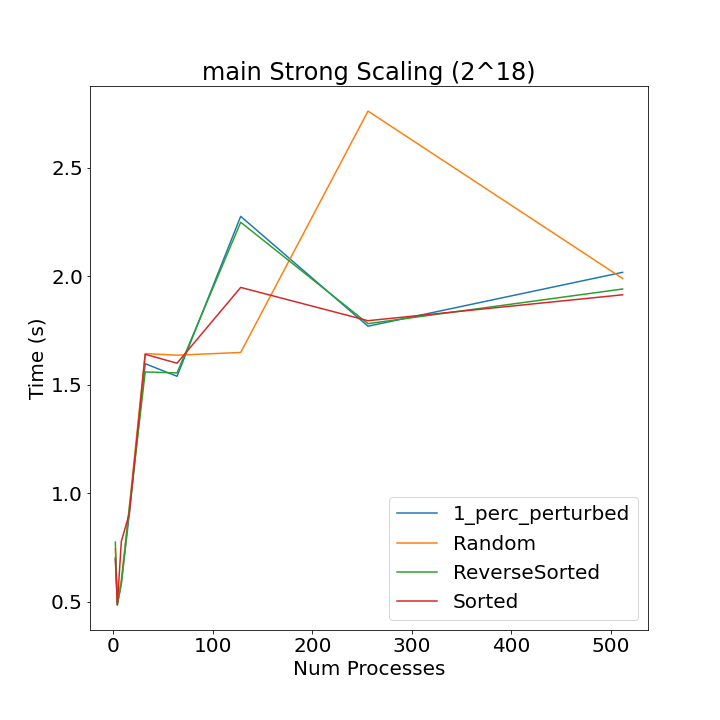 main Strong Scaling (2^18)
Time (s)
2.5
2.0
1.5
1.0
0.5
0 100 200 300 400 500
Num Processes
1_perc_perturbed
Random
ReverseSorted
Sorted